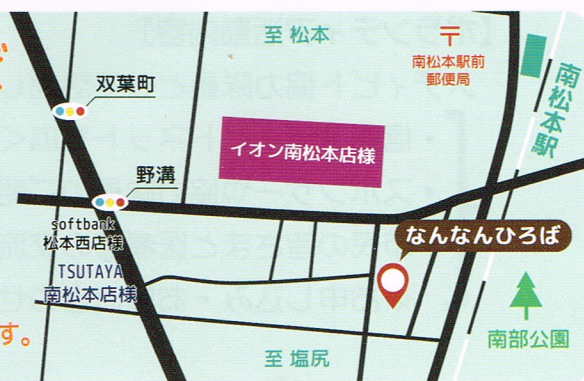 至 松本
南松本駅前
郵便局
南松本駅
双葉町
イオン南松本店様
野溝
softbank
松本西店様
なんなんひろば
TSUTAYA
南松本店様
南部公園
す。
至 塩尻